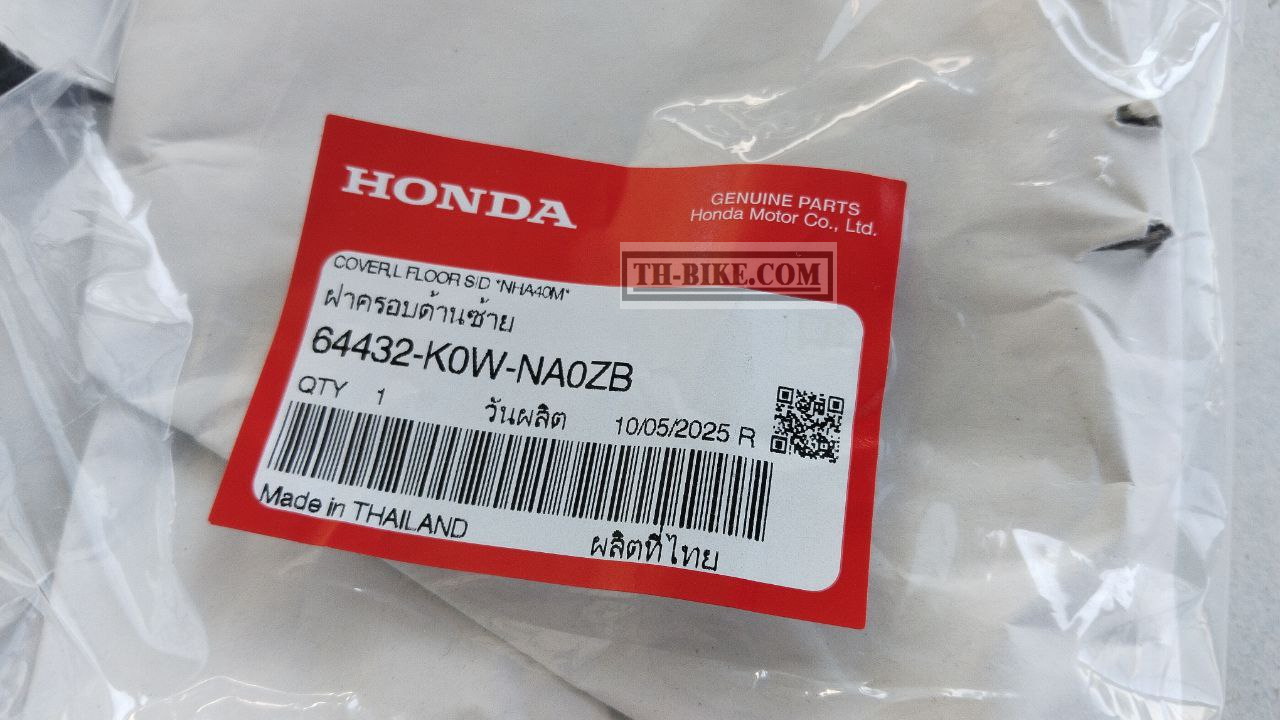 HONDA
GENUINE PARTS
Honda Motor Co., Ltd.
TH-BIKE.COM
COVER,L FLOOR S/D *NHA40M*
ฝาครอบด้านซ้าย
64432-K0W-NA0ZB
QTY 1 วันผลิต 10/05/2025 R
Made in THAILAND ผลิตที่ไทย